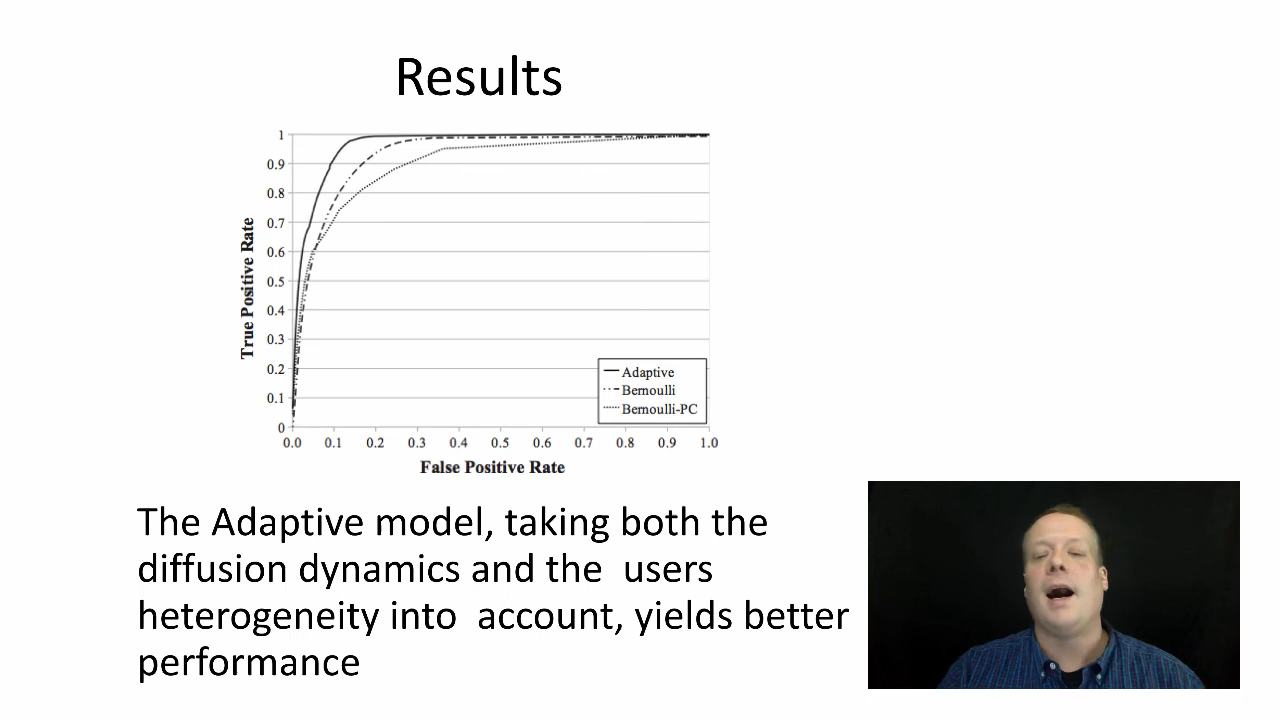 Results
1
0.9
0.8
0.7
0.6
0.5
0.4
0.3
0.2
0.1
0
True Positive Rate
Adaptive
Bernoulli
Bernoulli-PC
0.0 0.1 0.2 0.3 0.4 0.5 0.6 0.7 0.8 0.9 1.0
False Positive Rate
The Adaptive model, taking both the
diffusion dynamics and the users
heterogeneity into account, yields better
performance